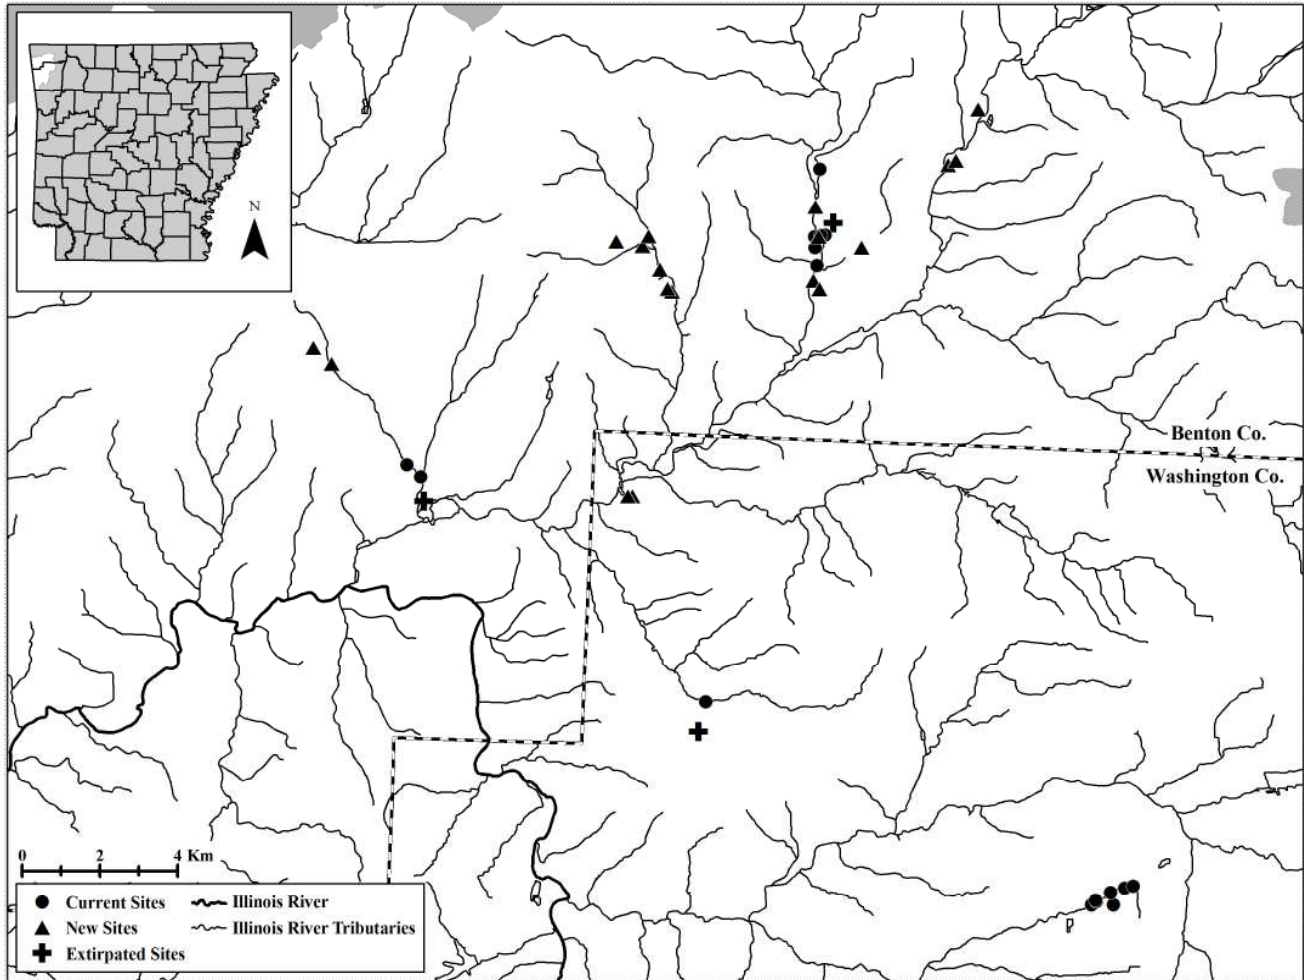 N
Benton Co.
Washington Co.
0 2 4 Km
Current Sites
New Sites
Extirpated Sites
Illinois River
Illinois River Tributaries